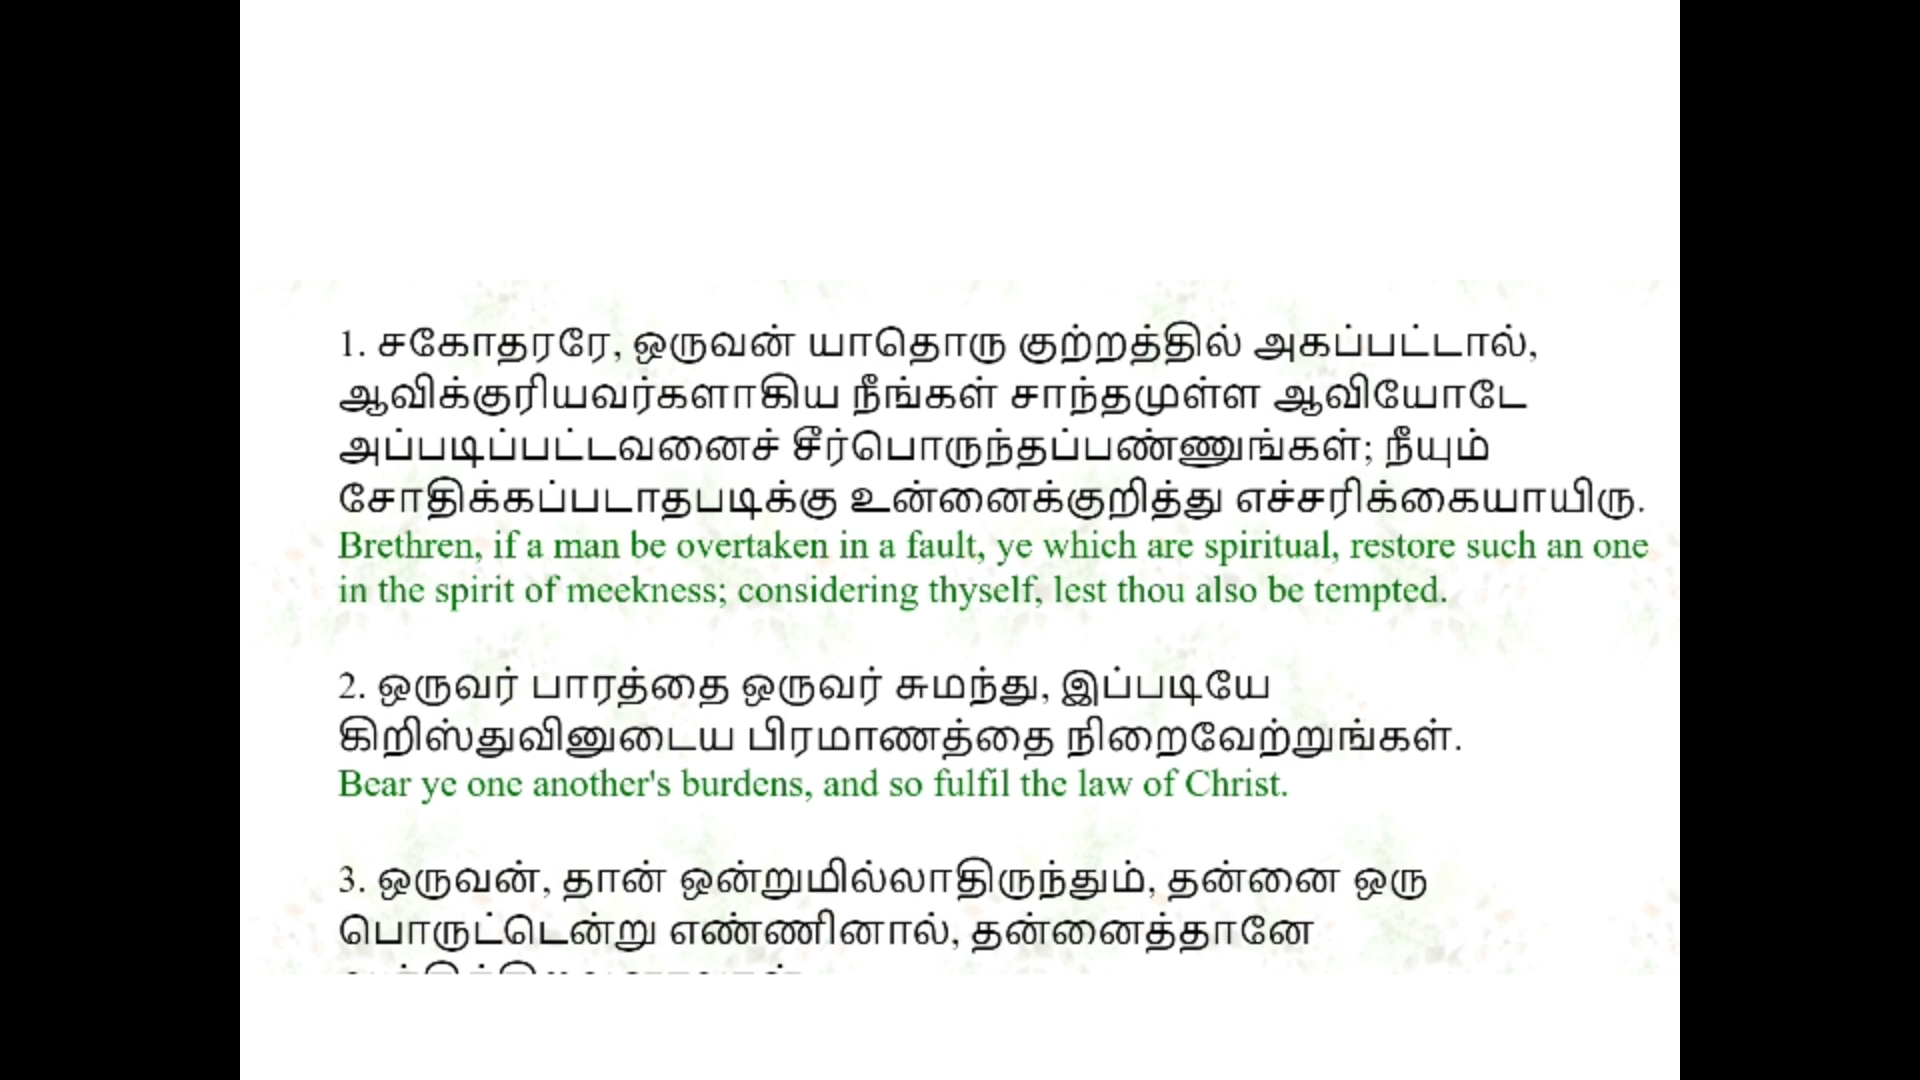 1. சகோதரரே, ஒருவன் யாதொரு குற்றத்தில் அகப்பட்டால்,
ஆவிக்குரியவர்களாகிய நீங்கள் சாந்தமுள்ள ஆவியோடே
அப்படிப்பட்டவனைச் சீர்பொருந்தப்பண்ணுங்கள்; நீயும்
சோதிக்கப்படாதபடிக்கு உன்னைக்குறித்து எச்சரிக்கையாயிரு.
Brethren, if a man be overtaken in a fault, ye which are spiritual, restore such an one
in the spirit of meekness; considering thyself, lest thou also be tempted.
2. ஒருவர் பாரத்தை ஒருவர் சுமந்து, இப்படியே
கிறிஸ்துவினுடைய பிரமாணத்தை நிறைவேற்றுங்கள்.
Bear ye one another's burdens, and so fulfil the law of Christ.
3. ஒருவன், தான் ஒன்றுமில்லாதிருந்தும், தன்னை ஒரு
பொருட்டென்று எண்ணினால், தன்னைத்தானே